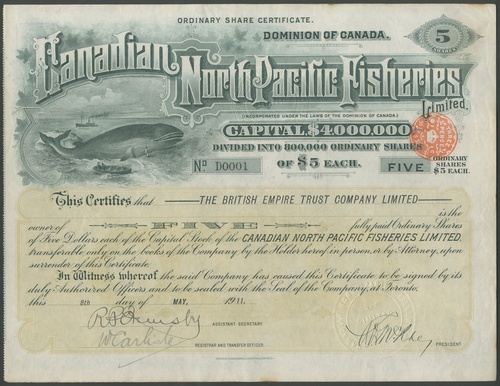 ORDINARY SHARE CERTIFICATE.
DOMINION OF CANADA.
5
SHARES
Canadian
North Pacific Fisheries
Limited.
(INCORPORATED UNDER THE LAWS OF THE DOMINION OF CANADA)
CAPITAL $4,000,000
DIVIDED INTO 800,000 ORDINARY SHARES
No D0001 OF $5 EACH. FIVE ORDINARY SHARES $5 EACH.
This Certifies that THE BRITISH EMPIRE TRUST COMPANY LIMITED
is the
owner of FIVE fully paid Ordinary Shares
of Five Dollars each of the Capital Stock of the CANADIAN NORTH PACIFIC FISHERIES, LIMITED,
transferable only on the books of the Company by the Holder hereof in person, or by Attorney, upon
surrender of this Certificate.
In Witness whereof the said Company has caused this Certificate to be signed by its
duly Authorized Officers and to be sealed with the Seal of the Company, at Toronto,
this 8th day of MAY, 1911.
R P Ormsby
ASSISTANT SECRETARY.
W Carlisle
REGISTRAR AND TRANSFER OFFICER.
PRESIDENT